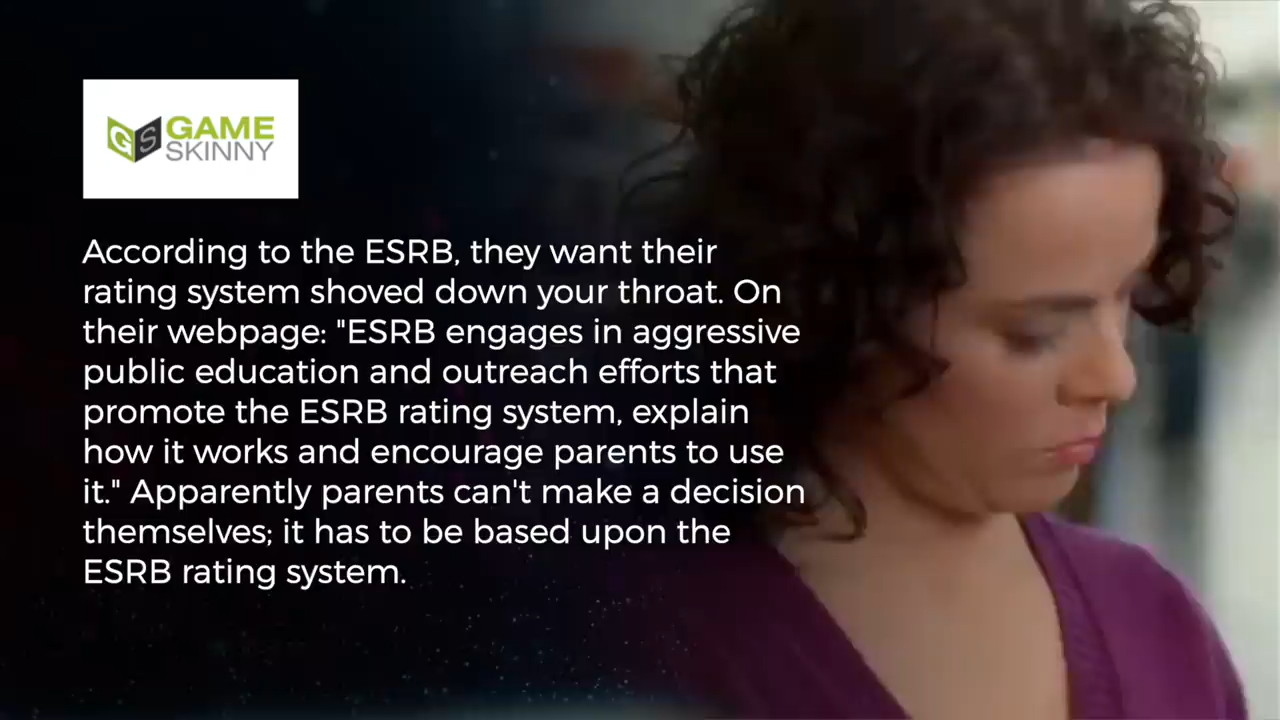 GS GAME
SKINNY
According to the ESRB, they want their
rating system shoved down your throat. On
their webpage: "ESRB engages in aggressive
public education and outreach efforts that
promote the ESRB rating system, explain
how it works and encourage parents to use
it." Apparently parents can't make a decision
themselves; it has to be based upon the
ESRB rating system.